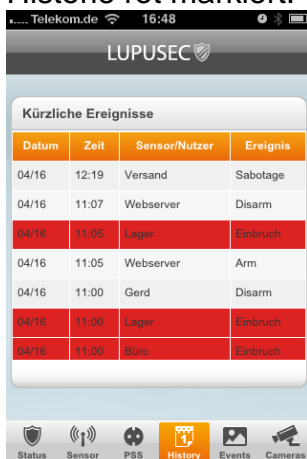 Historie rot markiert.
Telekom.de 16:48
LUPUSEC
Kürzliche Ereignisse
Datum Zeit Sensor/Nutzer Ereignis
04/16 12:19 Versand Sabotage
04/16 11:07 Webserver Disarm
04/16 11:05 Lager Einbruch
04/16 11:05 Webserver Arm
04/16 11:00 Gerd Disarm
04/16 11:00 Lager Einbruch
04/16 11:00 Büro Einbruch
1
Status Sensor PSS History Events Cameras